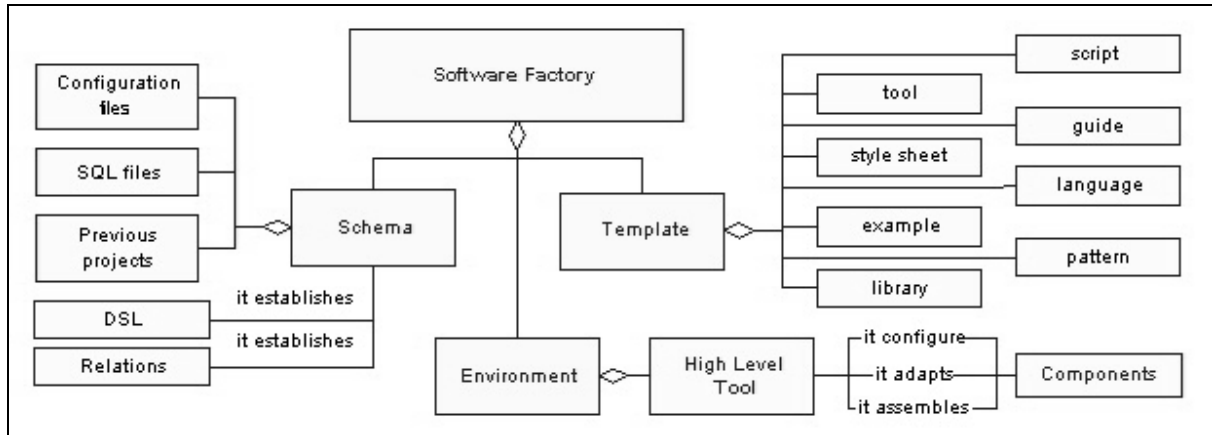 Software Factory
Configuration
files
SQL files
Previous
projects
Schema
it establishes
DSL
it establishes
Relations
Template
script
tool
guide
style sheet
language
example
pattern
library
Environment
High Level
Tool
it configure
it adapts
it assembles
Components